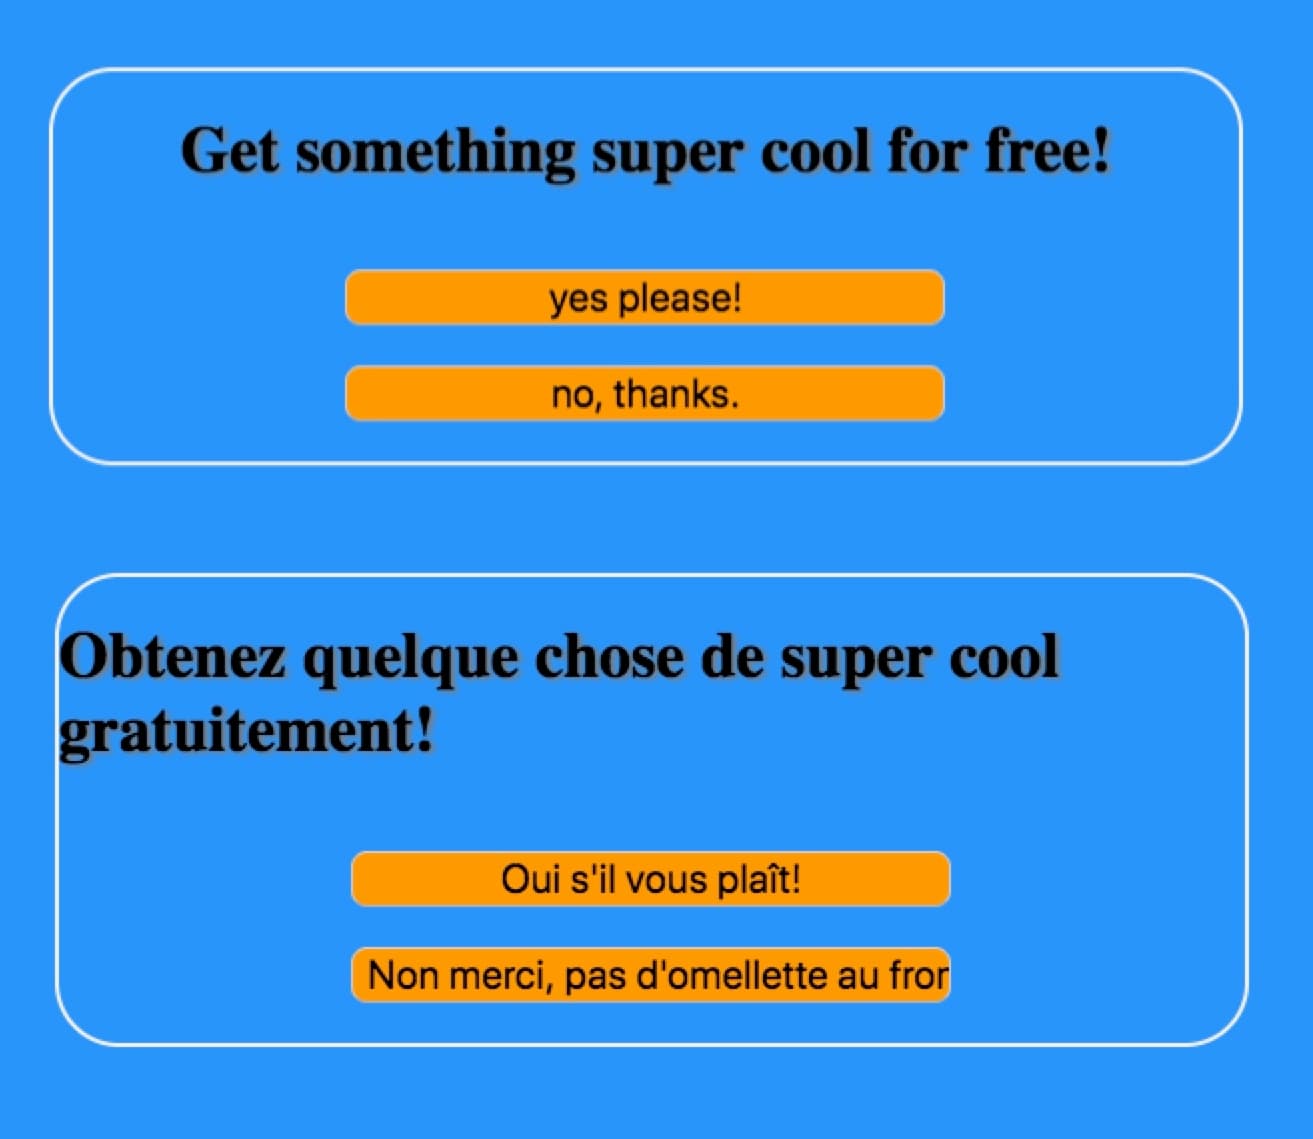 Get something super cool for free!
yes please!
no, thanks.
Obtenez quelque chose de super cool
gratuitement!
Oui s'il vous plaît!
Non merci, pas d'omellette au